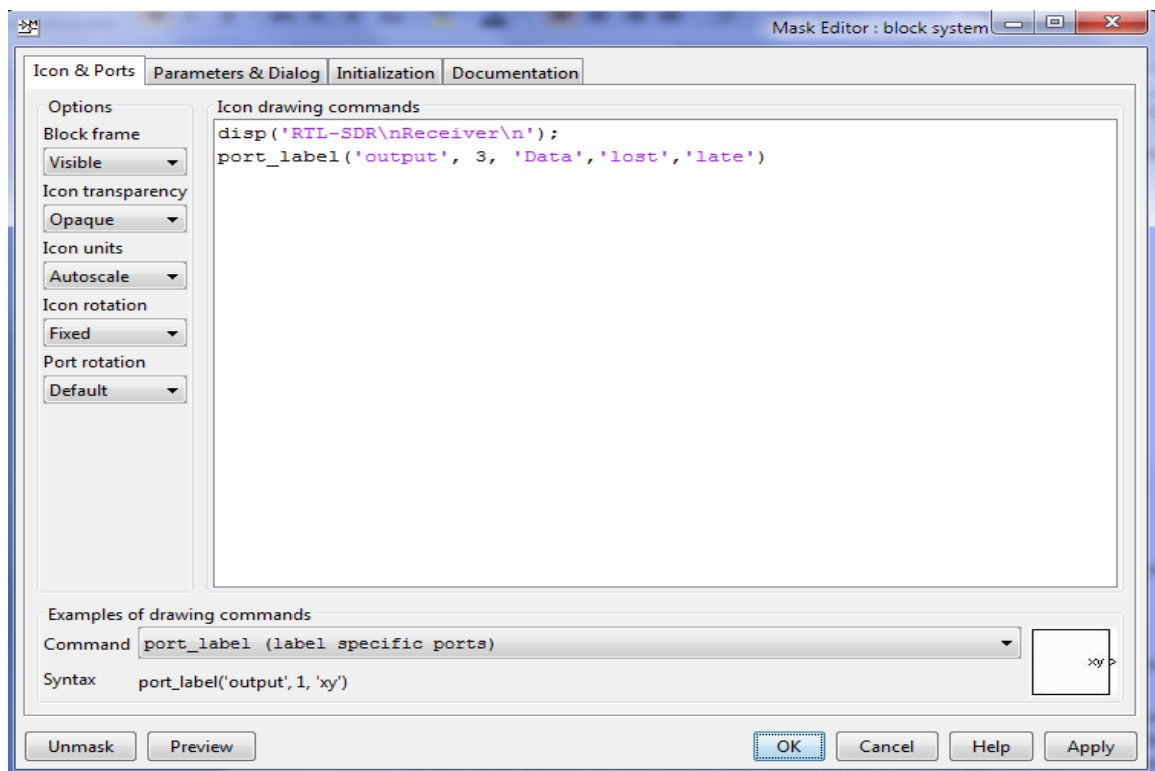 Mask Editor : block system
Icon & Ports Parameters & Dialog Initialization Documentation
Options
Block frame
Visible
Icon transparency
Opaque
Icon units
Autoscale
Icon rotation
Fixed
Port rotation
Default
Icon drawing commands
disp('RTL-SDR\nReceiver\n');
port_label('output', 3, 'Data','lost','late')
Examples of drawing commands
Command port_label (label specific ports)
Syntax port_label('output', 1, 'xy')
xy
Unmask Preview OK Cancel Help Apply